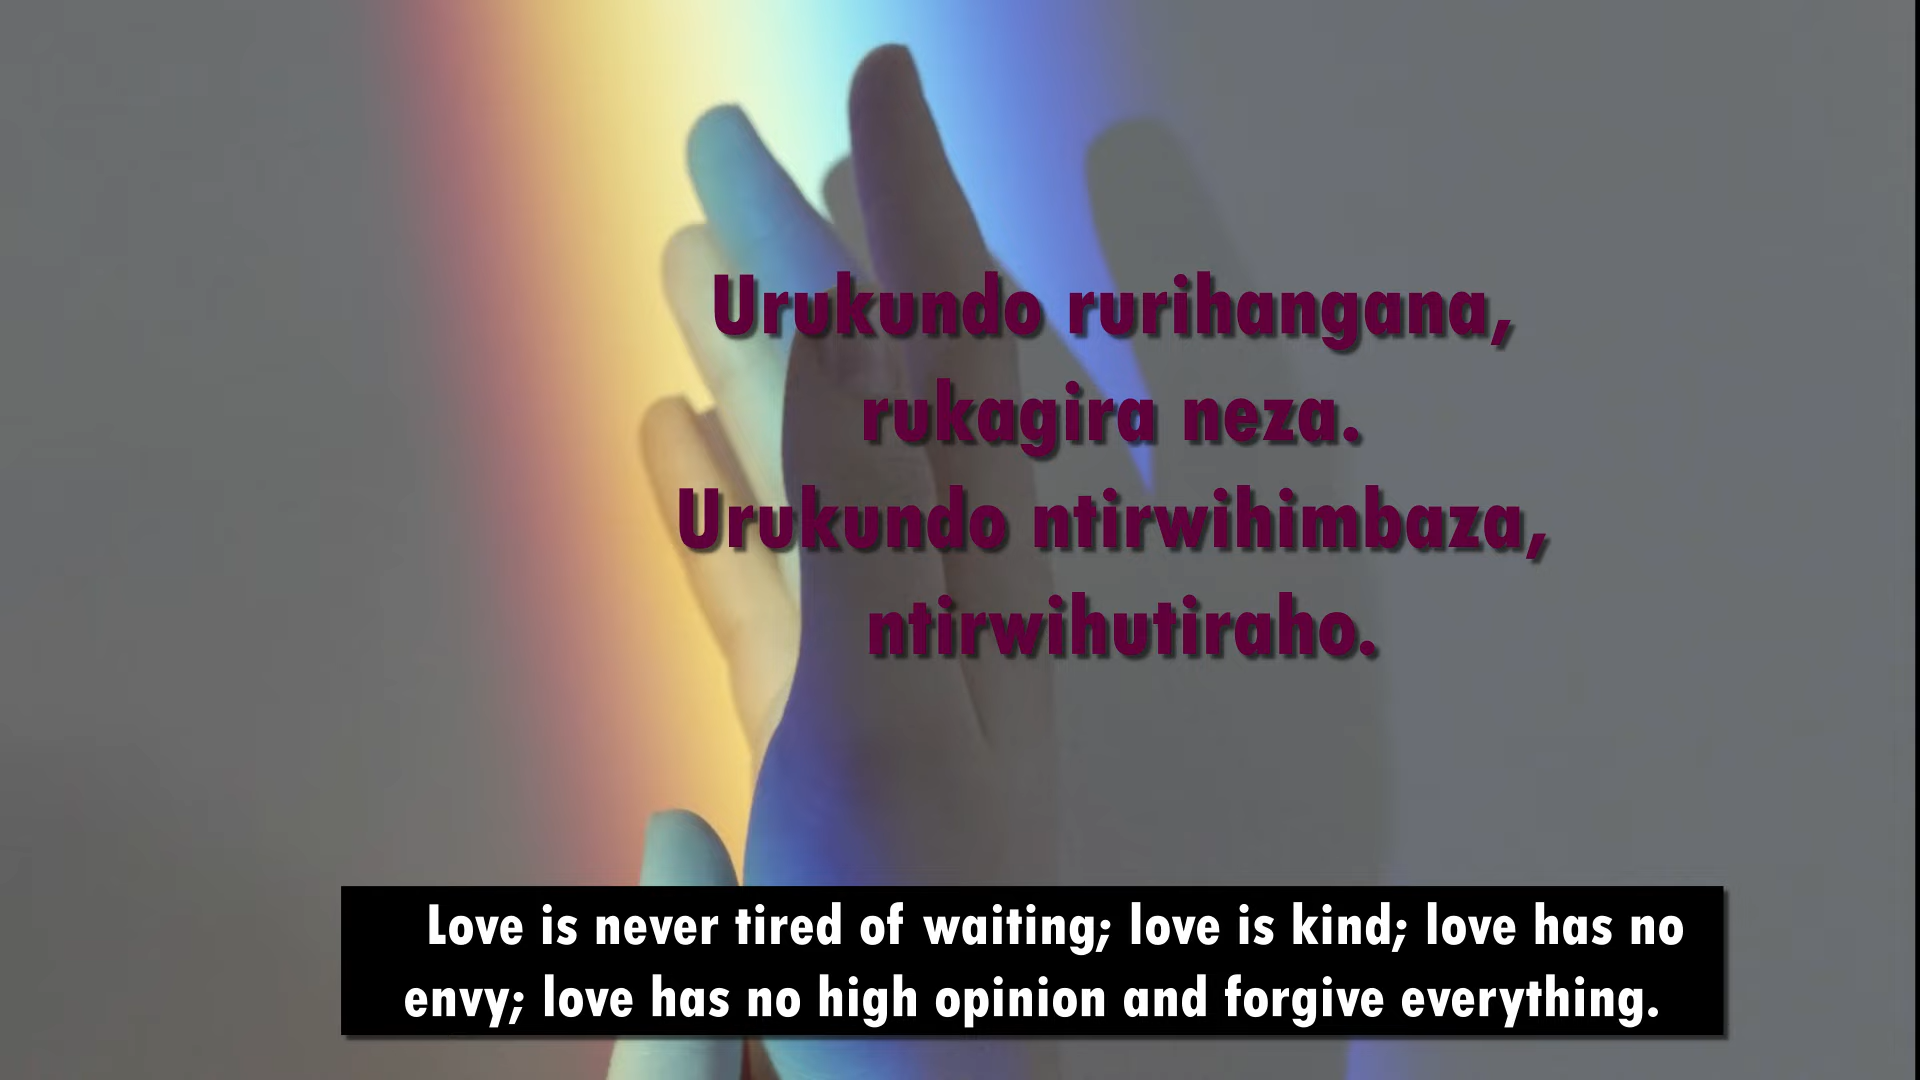 Urukundo rurihangana,
rukagira neza.
Urukundo ntirwihimbaza,
ntirwihutiraho.
Love is never tired of waiting; love is kind; love has no
envy; love has no high opinion and forgive everything.